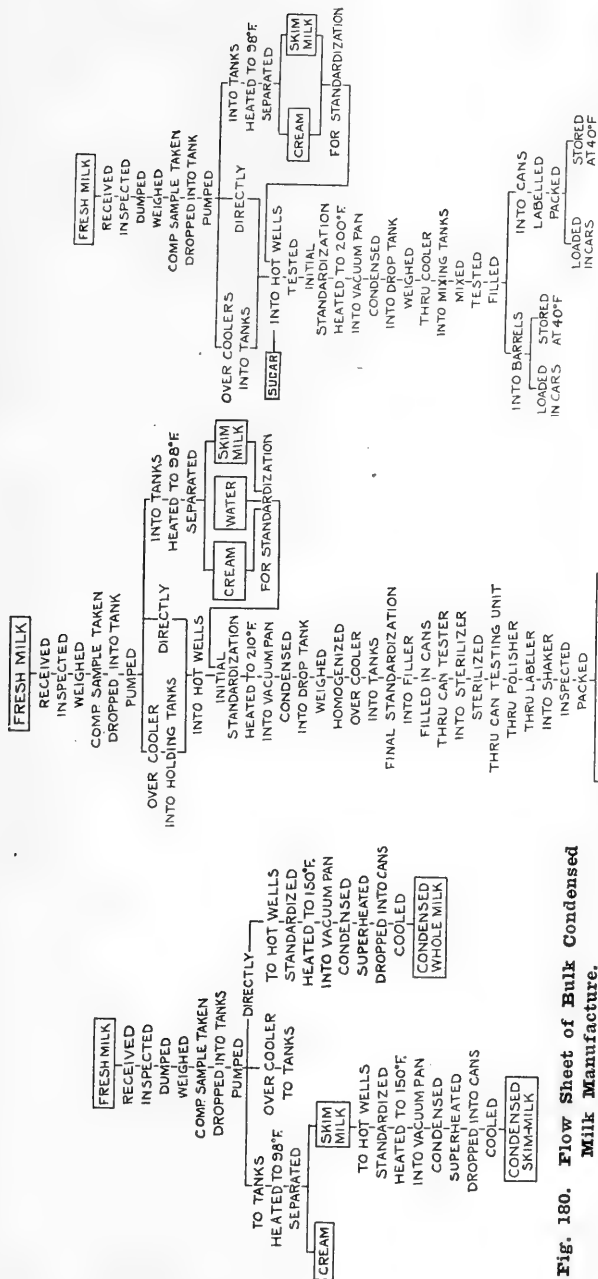 FRESH MILK
RECEIVED
INSPECTED
DUMPED
WEIGHED
COMP SAMPLE TAKEN
DROPPED INTO TANKS
PUMPED
TO TANKS
HEATED TO 98°F.
SEPARATED
OVER COOLER
TO TANKS
DIRECTLY
CREAM
SKIM
MILK
TO HOT WELLS
STANDARDIZED
HEATED TO 150°F.
INTO VACUUM PAN
CONDENSED
SUPERHEATED
DROPPED INTO CANS
COOLED
CONDENSED
SKIM-MILK
TO HOT WELLS
STANDARDIZED
HEATED TO 150°F.
INTO VACUUM PAN
CONDENSED
SUPERHEATED
DROPPED INTO CANS
COOLED
CONDENSED
WHOLE MILK
Fig. 180. Flow Sheet of Bulk Condensed
Milk Manufacture.
FRESH MILK
RECEIVED
INSPECTED
WEIGHED
COMP SAMPLE TAKEN
DROPPED INTO TANK
PUMPED
OVER COOLER
INTO HOLDING TANKS
DIRECTLY
INTO TANKS
HEATED TO 98°F.
SEPARATED
CREAM
WATER
SKIM
MILK
FOR STANDARDIZATION
INTO HOT WELLS
INITIAL
STANDARDIZATION
HEATED TO 210°F.
INTO VACUUM PAN
CONDENSED
INTO DROP TANK
WEIGHED
HOMOGENIZED
OVER COOLER
INTO TANKS
FINAL STANDARDIZATION
INTO FILLER
FILLED IN CANS
THRU CAN TESTER
INTO STERILIZER
STERILIZED
THRU CAN TESTING UNIT
THRU POLISHER
THRU LABELER
INTO SHAKER
INSPECTED
PACKED
FRESH MILK
RECEIVED
INSPECTED
DUMPED
WEIGHED
COMP SAMPLE TAKEN
DROPPED INTO TANK
PUMPED
OVER COOLERS
INTO TANKS
DIRECTLY
INTO TANKS
HEATED TO 98°F.
SEPARATED
CREAM
SKIM
MILK
FOR STANDARDIZATION
SUGAR
INTO HOT WELLS
TESTED
INITIAL
STANDARDIZATION
HEATED TO 200°F.
INTO VACUUM PAN
CONDENSED
INTO DROP TANK
WEIGHED
THRU COOLER
INTO MIXING TANKS
MIXED
TESTED
FILLED
INTO BARRELS
LOADED STORED
IN CARS AT 40°F
INTO CANS
LABELLED
PACKED
LOADED STORED
IN CARS AT 40°F